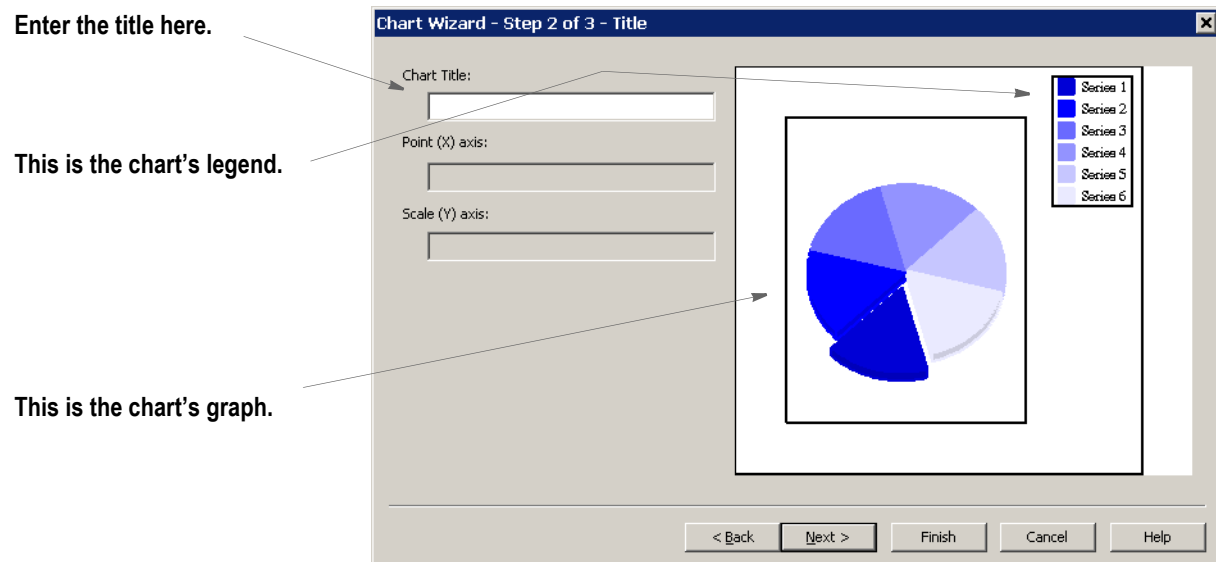 Enter the title here.
Chart Wizard - Step 2 of 3 - Title
Chart Title:
Series 1
Series 2
Series 3
Series 4
Series 5
Series 6
Point (X) axis:
This is the chart’s legend.
Scale (Y) axis:
This is the chart’s graph.
< Back
Next >
Finish
Cancel
Help